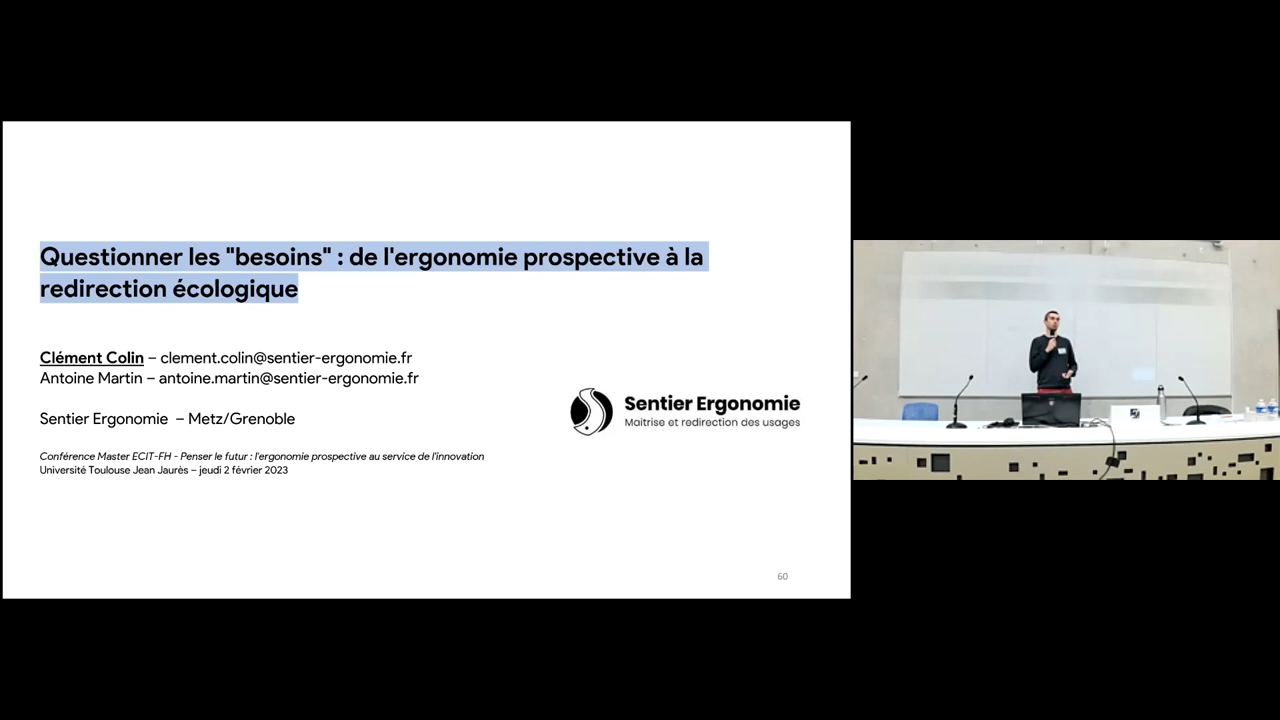 Questionner les "besoins" : de l'ergonomie prospective à la
redirection écologique
Clément Colin – clement.colin@sentier-ergonomie.fr
Antoine Martin – antoine.martin@sentier-ergonomie.fr
Sentier Ergonomie – Metz/Grenoble
Sentier Ergonomie
Maitrise et redirection des usages
Conférence Master ECIT-FH - Penser le futur : l'ergonomie prospective au service de l'innovation
Université Toulouse Jean Jaurès – jeudi 2 février 2023
60